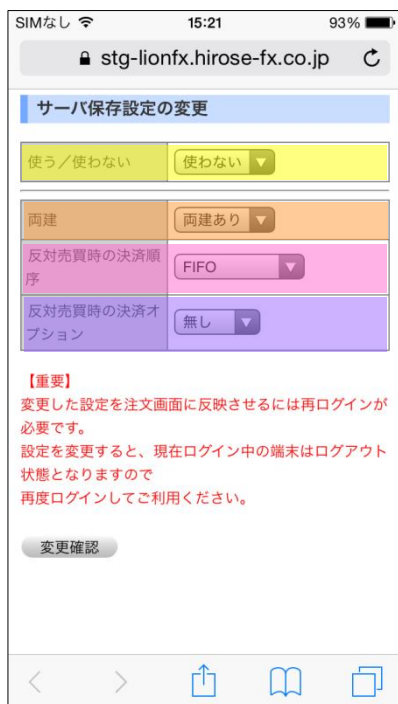 SIMなし 15:21 93%
stg-lionfx.hirose-fx.co.jp
サーバ保存設定の変更
使う／使わない 使わない
両建 両建あり
反対売買時の決済順
序
FIFO
反対売買時の決済オ
プション
無し
【重要】
変更した設定を注文画面に反映させるには再ログインが
必要です。
設定を変更すると、現在ログイン中の端末はログアウト
状態となりますので
再度ログインしてご利用ください。
変更確認